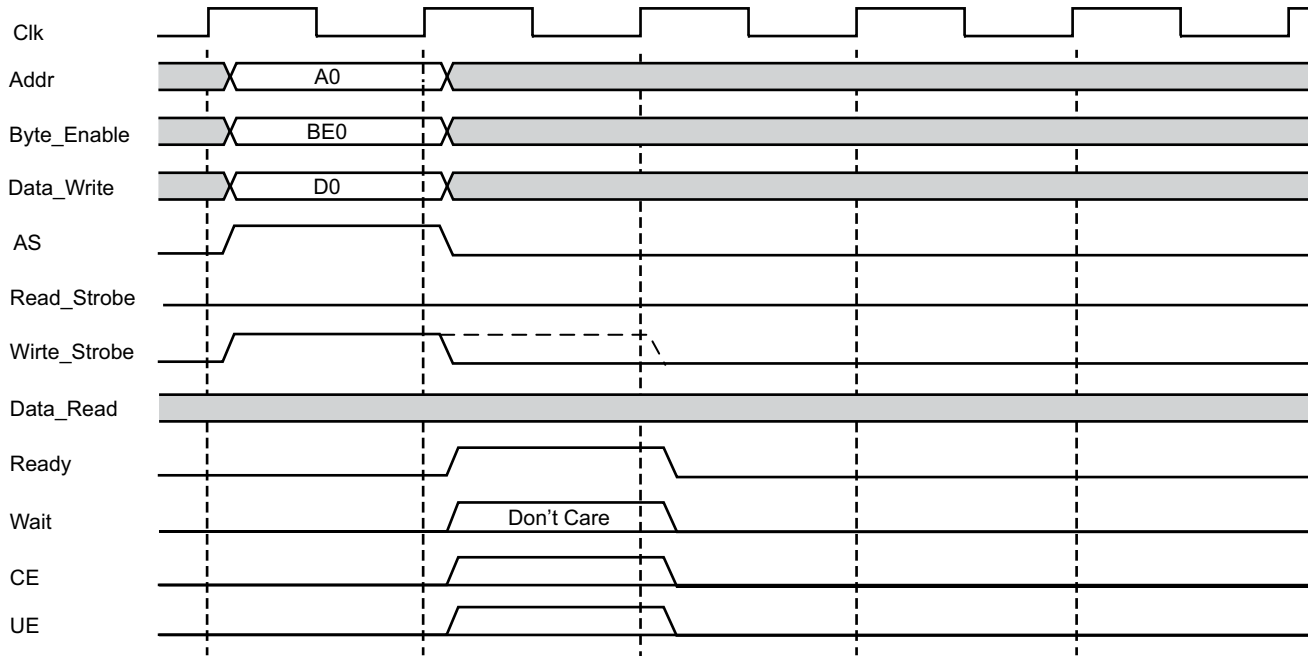 Clk
Addr A0
Byte_Enable BE0
Data_Write D0
AS
Read_Strobe
Wirte_Strobe
Data_Read
Ready
Wait Don't Care
CE
UE